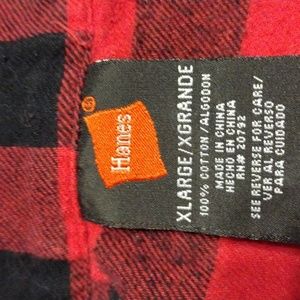 Hanes®
XLARGE/XGRANDE
100% COTTON/ALGODON
MADE IN CHINA
HECHO EN CHINA
RN# 20792
SEE REVERSE FOR CARE/
VER AL REVERSO
PARA CUIDADO